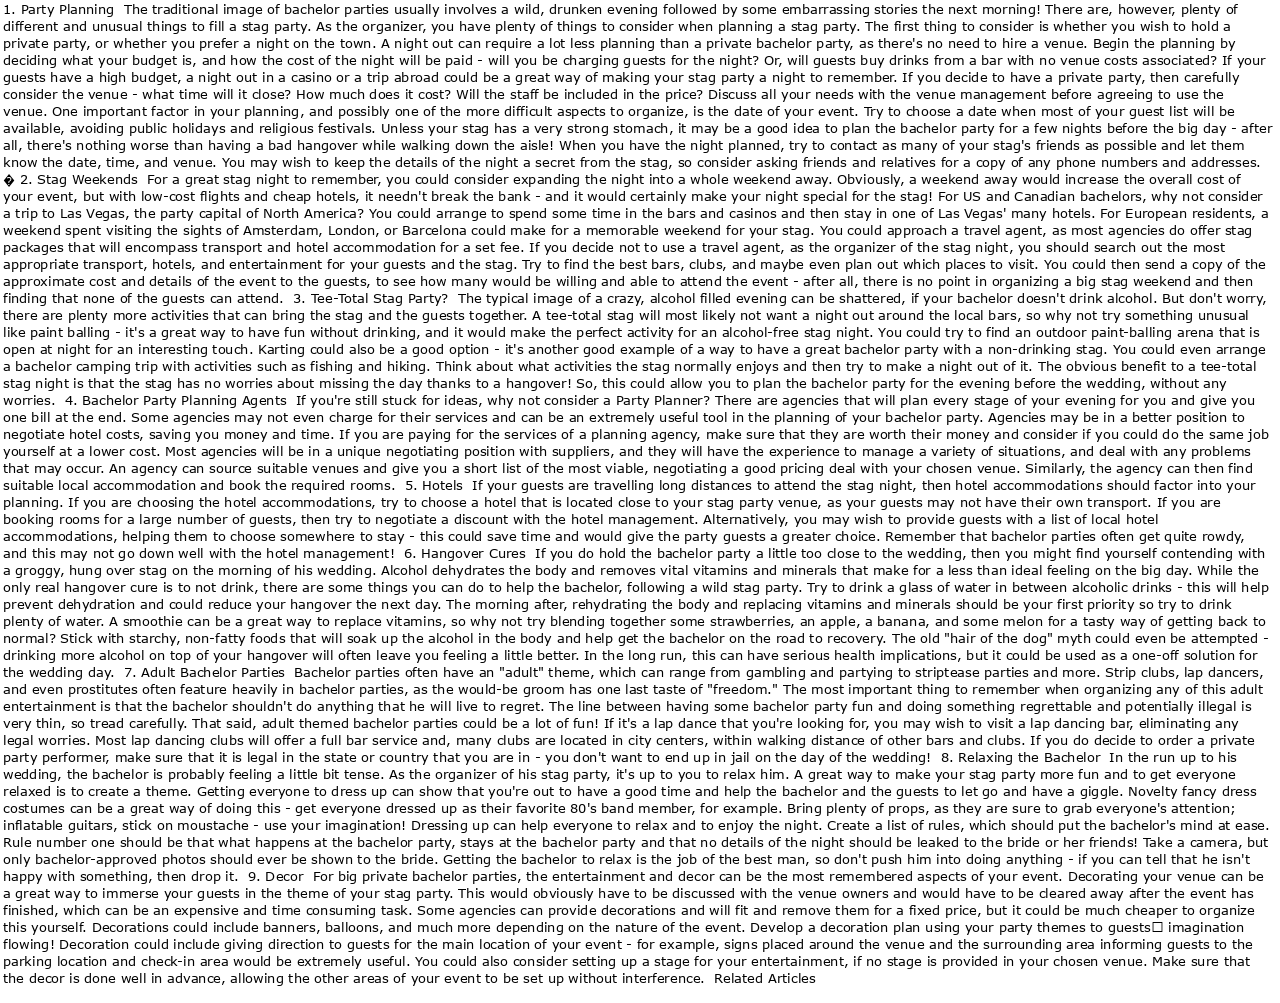 1. Party Planning  The traditional image of bachelor parties usually involves a wild, drunken evening followed by some embarrassing stories the next morning! There are, however, plenty of
different and unusual things to fill a stag party. As the organizer, you have plenty of things to consider when planning a stag party. The first thing to consider is whether you wish to hold a
private party, or whether you prefer a night on the town. A night out can require a lot less planning than a private bachelor party, as there's no need to hire a venue. Begin the planning by
deciding what your budget is, and how the cost of the night will be paid - will you be charging guests for the night? Or, will guests buy drinks from a bar with no venue costs associated? If your
guests have a high budget, a night out in a casino or a trip abroad could be a great way of making your stag party a night to remember. If you decide to have a private party, then carefully
consider the venue - what time will it close? How much does it cost? Will the staff be included in the price? Discuss all your needs with the venue management before agreeing to use the
venue. One important factor in your planning, and possibly one of the more difficult aspects to organize, is the date of your event. Try to choose a date when most of your guest list will be
available, avoiding public holidays and religious festivals. Unless your stag has a very strong stomach, it may be a good idea to plan the bachelor party for a few nights before the big day - after
all, there's nothing worse than having a bad hangover while walking down the aisle! When you have the night planned, try to contact as many of your stag's friends as possible and let them
know the date, time, and venue. You may wish to keep the details of the night a secret from the stag, so consider asking friends and relatives for a copy of any phone numbers and addresses.
� 2. Stag Weekends  For a great stag night to remember, you could consider expanding the night into a whole weekend away. Obviously, a weekend away would increase the overall cost of
your event, but with low-cost flights and cheap hotels, it needn't break the bank - and it would certainly make your night special for the stag! For US and Canadian bachelors, why not consider
a trip to Las Vegas, the party capital of North America? You could arrange to spend some time in the bars and casinos and then stay in one of Las Vegas' many hotels. For European residents, a
weekend spent visiting the sights of Amsterdam, London, or Barcelona could make for a memorable weekend for your stag. You could approach a travel agent, as most agencies do offer stag
packages that will encompass transport and hotel accommodation for a set fee. If you decide not to use a travel agent, as the organizer of the stag night, you should search out the most
appropriate transport, hotels, and entertainment for your guests and the stag. Try to find the best bars, clubs, and maybe even plan out which places to visit. You could then send a copy of the
approximate cost and details of the event to the guests, to see how many would be willing and able to attend the event - after all, there is no point in organizing a big stag weekend and then
finding that none of the guests can attend.  3. Tee-Total Stag Party?  The typical image of a crazy, alcohol filled evening can be shattered, if your bachelor doesn't drink alcohol. But don't worry,
there are plenty more activities that can bring the stag and the guests together. A tee-total stag will most likely not want a night out around the local bars, so why not try something unusual
like paint balling - it's a great way to have fun without drinking, and it would make the perfect activity for an alcohol-free stag night. You could try to find an outdoor paint-balling arena that is
open at night for an interesting touch. Karting could also be a good option - it's another good example of a way to have a great bachelor party with a non-drinking stag. You could even arrange
a bachelor camping trip with activities such as fishing and hiking. Think about what activities the stag normally enjoys and then try to make a night out of it. The obvious benefit to a tee-total
stag night is that the stag has no worries about missing the day thanks to a hangover! So, this could allow you to plan the bachelor party for the evening before the wedding, without any
worries.  4. Bachelor Party Planning Agents  If you're still stuck for ideas, why not consider a Party Planner? There are agencies that will plan every stage of your evening for you and give you
one bill at the end. Some agencies may not even charge for their services and can be an extremely useful tool in the planning of your bachelor party. Agencies may be in a better position to
negotiate hotel costs, saving you money and time. If you are paying for the services of a planning agency, make sure that they are worth their money and consider if you could do the same job
yourself at a lower cost. Most agencies will be in a unique negotiating position with suppliers, and they will have the experience to manage a variety of situations, and deal with any problems
that may occur. An agency can source suitable venues and give you a short list of the most viable, negotiating a good pricing deal with your chosen venue. Similarly, the agency can then find
suitable local accommodation and book the required rooms.  5. Hotels  If your guests are travelling long distances to attend the stag night, then hotel accommodations should factor into your
planning. If you are choosing the hotel accommodations, try to choose a hotel that is located close to your stag party venue, as your guests may not have their own transport. If you are
booking rooms for a large number of guests, then try to negotiate a discount with the hotel management. Alternatively, you may wish to provide guests with a list of local hotel
accommodations, helping them to choose somewhere to stay - this could save time and would give the party guests a greater choice. Remember that bachelor parties often get quite rowdy,
and this may not go down well with the hotel management!  6. Hangover Cures  If you do hold the bachelor party a little too close to the wedding, then you might find yourself contending with
a groggy, hung over stag on the morning of his wedding. Alcohol dehydrates the body and removes vital vitamins and minerals that make for a less than ideal feeling on the big day. While the
only real hangover cure is to not drink, there are some things you can do to help the bachelor, following a wild stag party. Try to drink a glass of water in between alcoholic drinks - this will help
prevent dehydration and could reduce your hangover the next day. The morning after, rehydrating the body and replacing vitamins and minerals should be your first priority so try to drink
plenty of water. A smoothie can be a great way to replace vitamins, so why not try blending together some strawberries, an apple, a banana, and some melon for a tasty way of getting back to
normal? Stick with starchy, non-fatty foods that will soak up the alcohol in the body and help get the bachelor on the road to recovery. The old "hair of the dog" myth could even be attempted -
drinking more alcohol on top of your hangover will often leave you feeling a little better. In the long run, this can have serious health implications, but it could be used as a one-off solution for
the wedding day.  7. Adult Bachelor Parties  Bachelor parties often have an "adult" theme, which can range from gambling and partying to striptease parties and more. Strip clubs, lap dancers,
and even prostitutes often feature heavily in bachelor parties, as the would-be groom has one last taste of "freedom." The most important thing to remember when organizing any of this adult
entertainment is that the bachelor shouldn't do anything that he will live to regret. The line between having some bachelor party fun and doing something regrettable and potentially illegal is
very thin, so tread carefully. That said, adult themed bachelor parties could be a lot of fun! If it's a lap dance that you're looking for, you may wish to visit a lap dancing bar, eliminating any
legal worries. Most lap dancing clubs will offer a full bar service and, many clubs are located in city centers, within walking distance of other bars and clubs. If you do decide to order a private
party performer, make sure that it is legal in the state or country that you are in - you don't want to end up in jail on the day of the wedding!  8. Relaxing the Bachelor  In the run up to his
wedding, the bachelor is probably feeling a little bit tense. As the organizer of his stag party, it's up to you to relax him. A great way to make your stag party more fun and to get everyone
relaxed is to create a theme. Getting everyone to dress up can show that you're out to have a good time and help the bachelor and the guests to let go and have a giggle. Novelty fancy dress
costumes can be a great way of doing this - get everyone dressed up as their favorite 80's band member, for example. Bring plenty of props, as they are sure to grab everyone's attention;
inflatable guitars, stick on moustache - use your imagination! Dressing up can help everyone to relax and to enjoy the night. Create a list of rules, which should put the bachelor's mind at ease.
Rule number one should be that what happens at the bachelor party, stays at the bachelor party and that no details of the night should be leaked to the bride or her friends! Take a camera, but
only bachelor-approved photos should ever be shown to the bride. Getting the bachelor to relax is the job of the best man, so don't push him into doing anything - if you can tell that he isn't
happy with something, then drop it.  9. Decor  For big private bachelor parties, the entertainment and decor can be the most remembered aspects of your event. Decorating your venue can be
a great way to immerse your guests in the theme of your stag party. This would obviously have to be discussed with the venue owners and would have to be cleared away after the event has
finished, which can be an expensive and time consuming task. Some agencies can provide decorations and will fit and remove them for a fixed price, but it could be much cheaper to organize
this yourself. Decorations could include banners, balloons, and much more depending on the nature of the event. Develop a decoration plan using your party themes to guests□ imagination
flowing! Decoration could include giving direction to guests for the main location of your event - for example, signs placed around the venue and the surrounding area informing guests to the
parking location and check-in area would be extremely useful. You could also consider setting up a stage for your entertainment, if no stage is provided in your chosen venue. Make sure that
the decor is done well in advance, allowing the other areas of your event to be set up without interference.  Related Articles